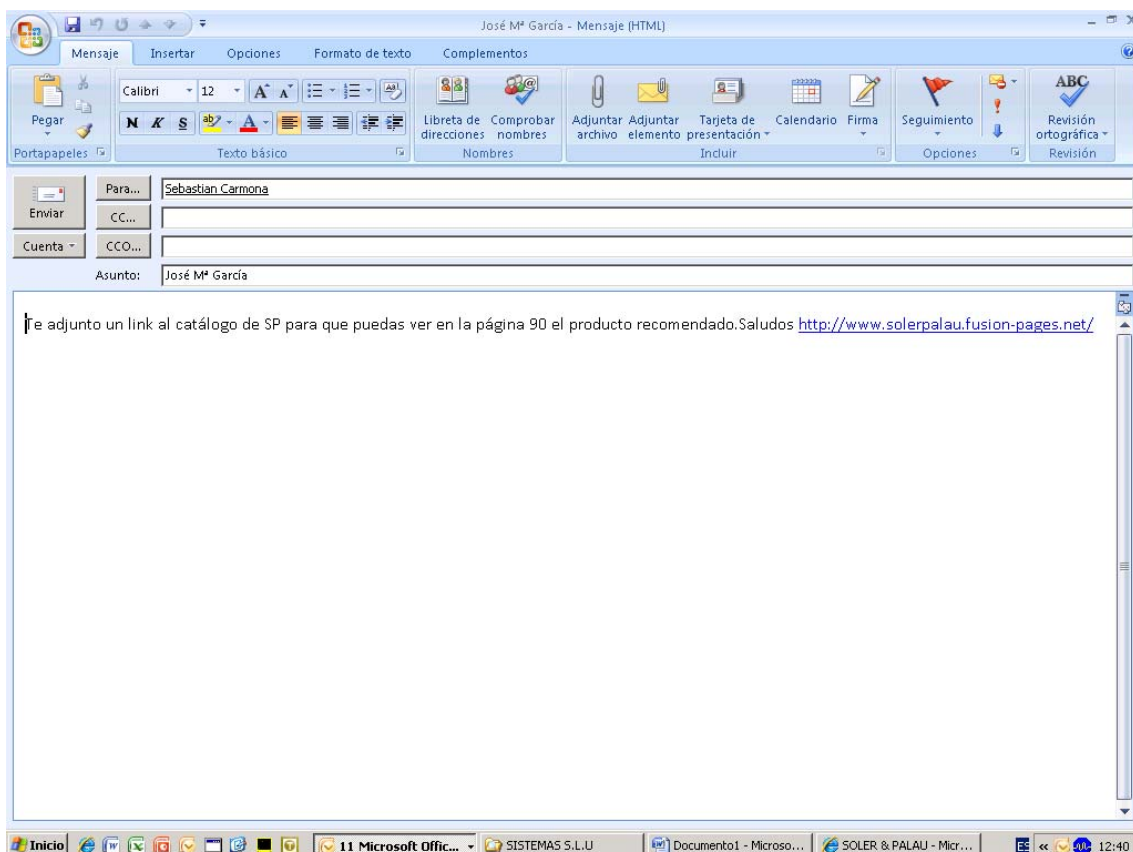 José Mª García - Mensaje (HTML)
Mensaje Insertar Opciones Formato de texto Complementos
Calibri 12 A A ab
N K S ab A
Pegar
Libreta de direcciones
Comprobar nombres
Adjuntar archivo
Adjuntar elemento
Tarjeta de presentación
Calendario
Firma
Seguimiento
ABC
Revisión ortográfica
Portapapeles Texto básico Nombres Incluir Opciones Revisión
Enviar
Para... Sebastian Carmona
CC...
Cuenta CCO...
Asunto: José Mª García
Te adjunto un link al catálogo de SP para que puedas ver en la página 90 el producto recomendado.Saludos http://www.solerpalau.fusion-pages.net/
Inicio 11 Microsoft Offic... SISTEMAS S.L.U Documento1 - Microso... SOLER & PALAU - Micr... ES « 12:40